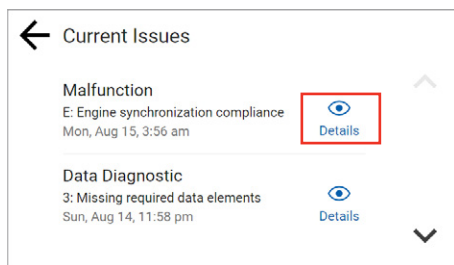 Current Issues
Malfunction
E: Engine synchronization compliance
Mon, Aug 15, 3:56 am
Details
Data Diagnostic
3: Missing required data elements
Sun, Aug 14, 11:58 pm
Details